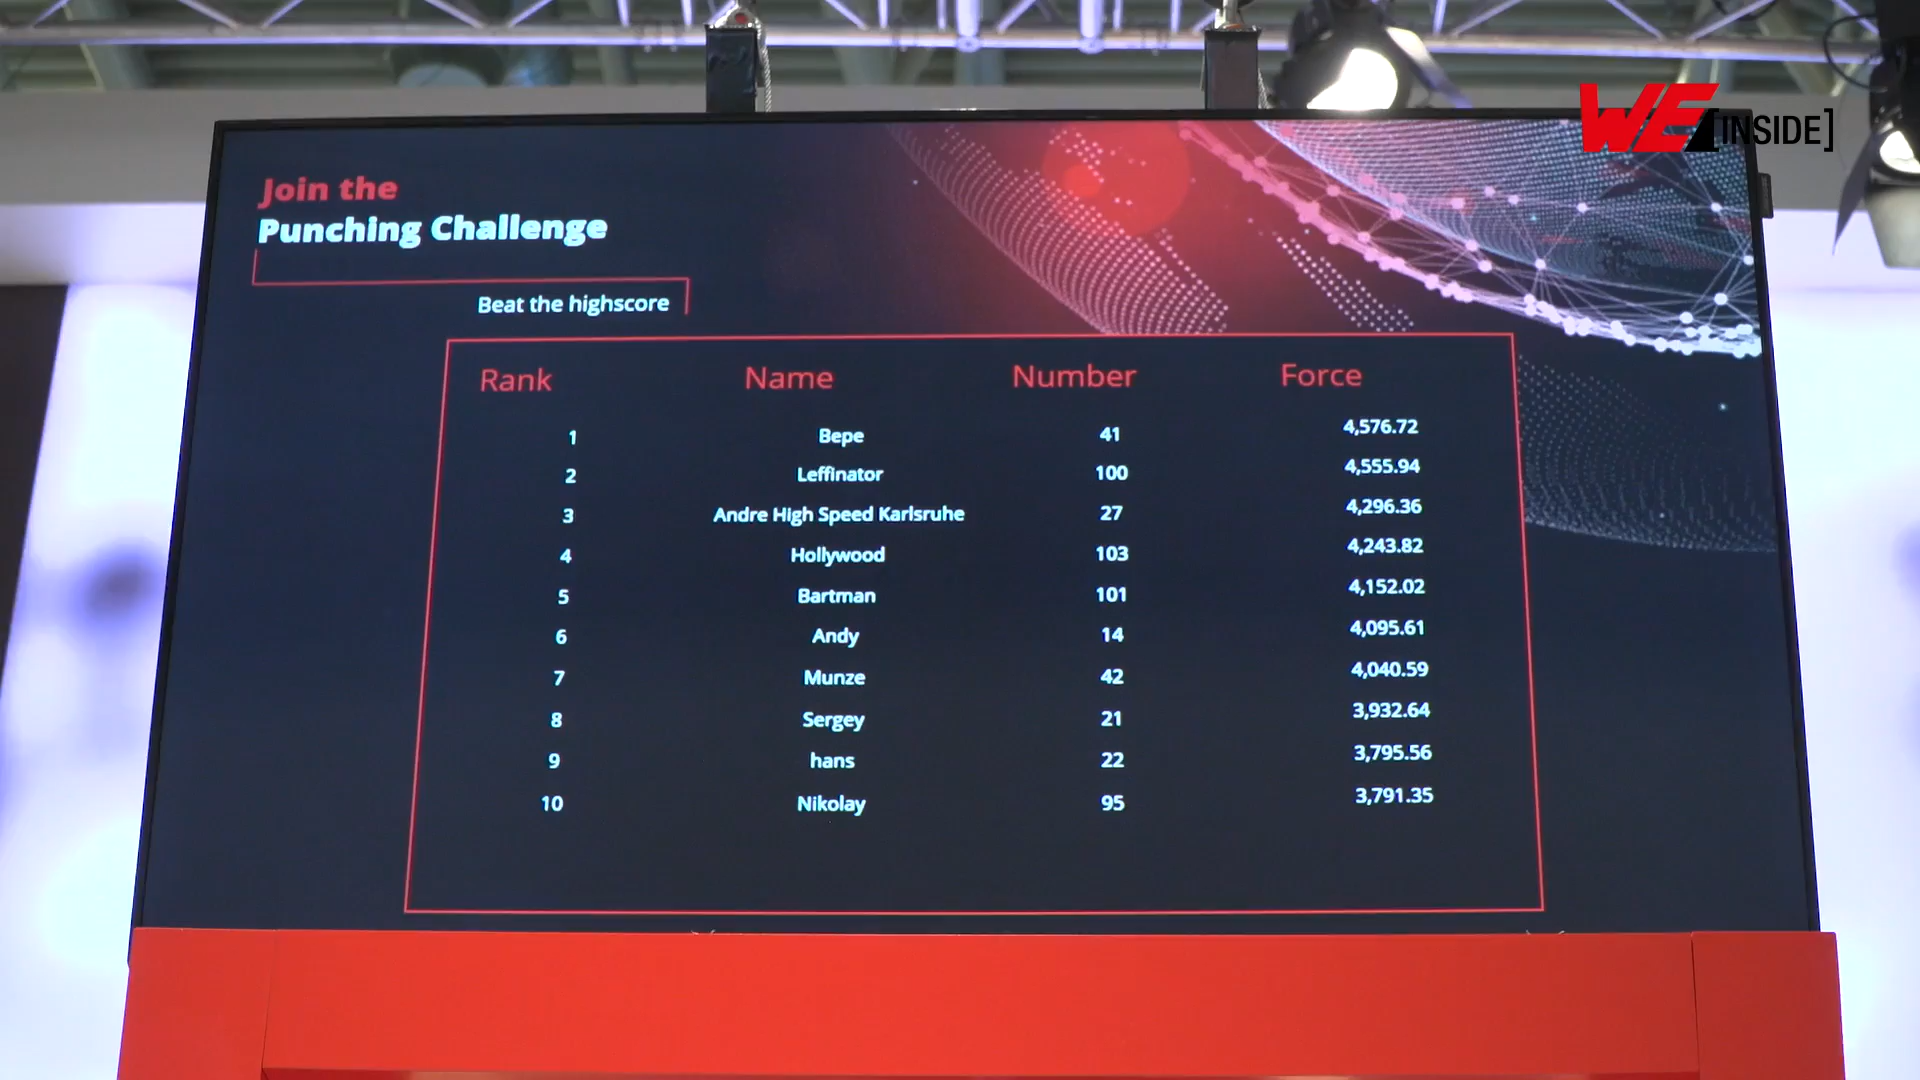 WE [INSIDE]
Join the
Punching Challenge
Beat the highscore
Rank Name Number Force
1 Bepe 41 4,576.72
2 Leffinator 100 4,555.94
3 Andre High Speed Karlsruhe 27 4,296.36
4 Hollywood 103 4,243.82
5 Bartman 101 4,152.02
6 Andy 14 4,095.61
7 Munze 42 4,040.59
8 Sergey 21 3,932.64
9 hans 22 3,795.56
10 Nikolay 95 3,791.35